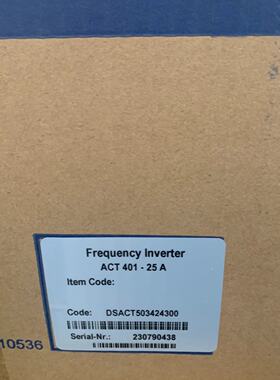 Frequency Inverter
ACT 401 - 25 A
Item Code:
Code: DSACT503424300
Serial-Nr.: 230790438
10536